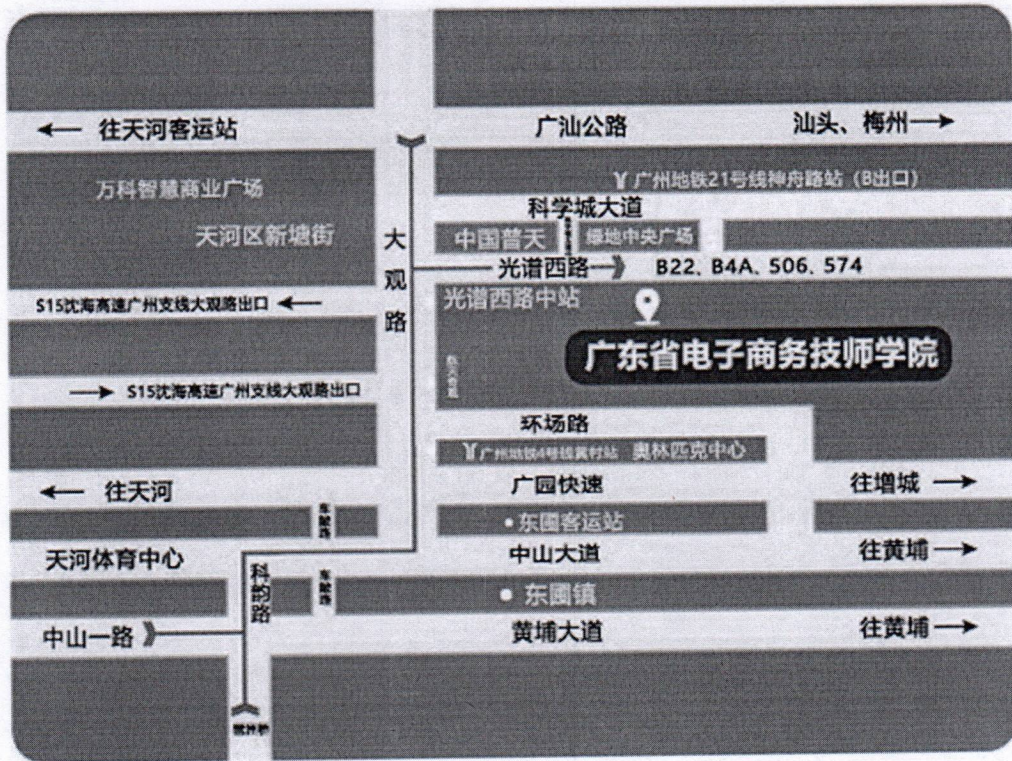 往天河客运站
广汕公路
汕头、梅州
万科智慧商业广场
广州地铁21号线神舟路站（B出口）
科学城大道
天河区新塘街
大观路
中国普天
绿地中央广场
光谱西路
B22、B4A、506、574
S15沈海高速广州支线大观路出口
光谱西路中站
广东省电子商务技师学院
S15沈海高速广州支线大观路出口
环场路
广州地铁4号线黄村站
奥林匹克中心
往天河
广园快速
往增城
东圃客运站
天河体育中心
中山大道
往黄埔
科韵路
东圃镇
中山一路
黄埔大道
往黄埔